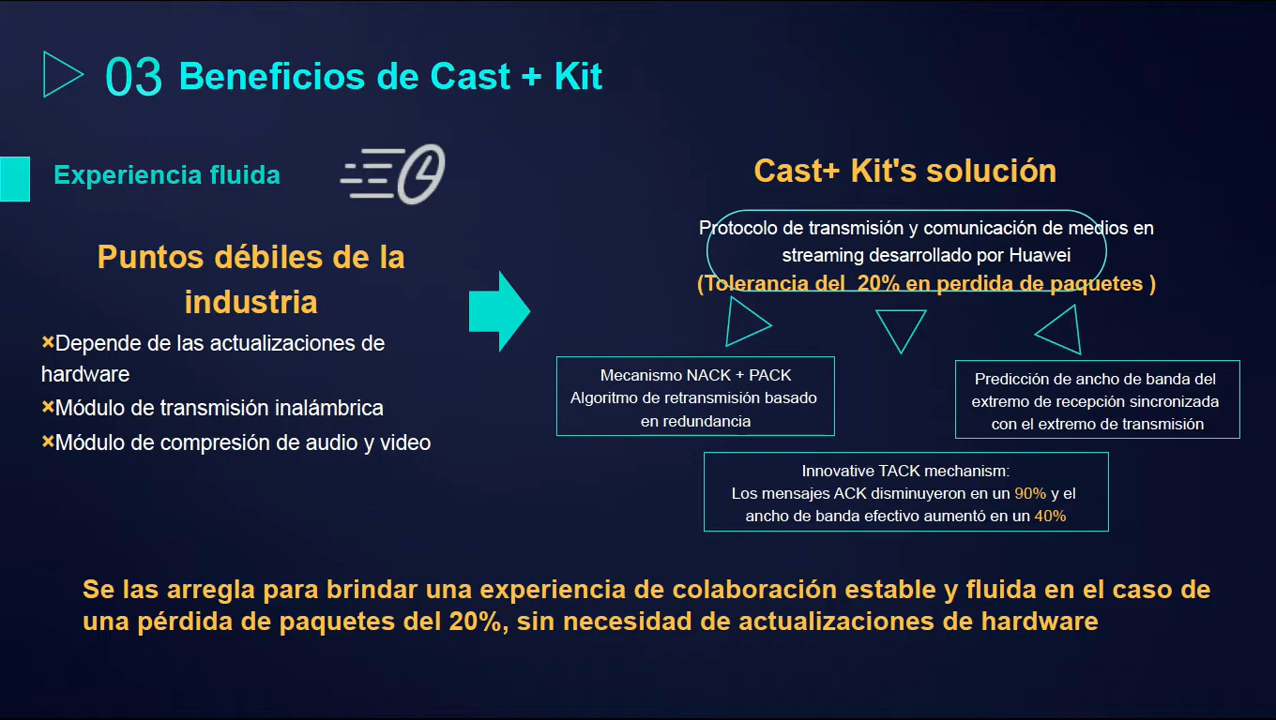 03 Beneficios de Cast + Kit
Experiencia fluida
Puntos débiles de la
industria
×Depende de las actualizaciones de
hardware
×Módulo de transmisión inalámbrica
×Módulo de compresión de audio y video
Cast+ Kit's solución
Protocolo de transmisión y comunicación de medios en
streaming desarrollado por Huawei
(Tolerancia del 20% en perdida de paquetes )
Mecanismo NACK + PACK
Algoritmo de retransmisión basado
en redundancia
Predicción de ancho de banda del
extremo de recepción sincronizada
con el extremo de transmisión
Innovative TACK mechanism:
Los mensajes ACK disminuyeron en un 90% y el
ancho de banda efectivo aumentó en un 40%
Se las arregla para brindar una experiencia de colaboración estable y fluida en el caso de
una pérdida de paquetes del 20%, sin necesidad de actualizaciones de hardware